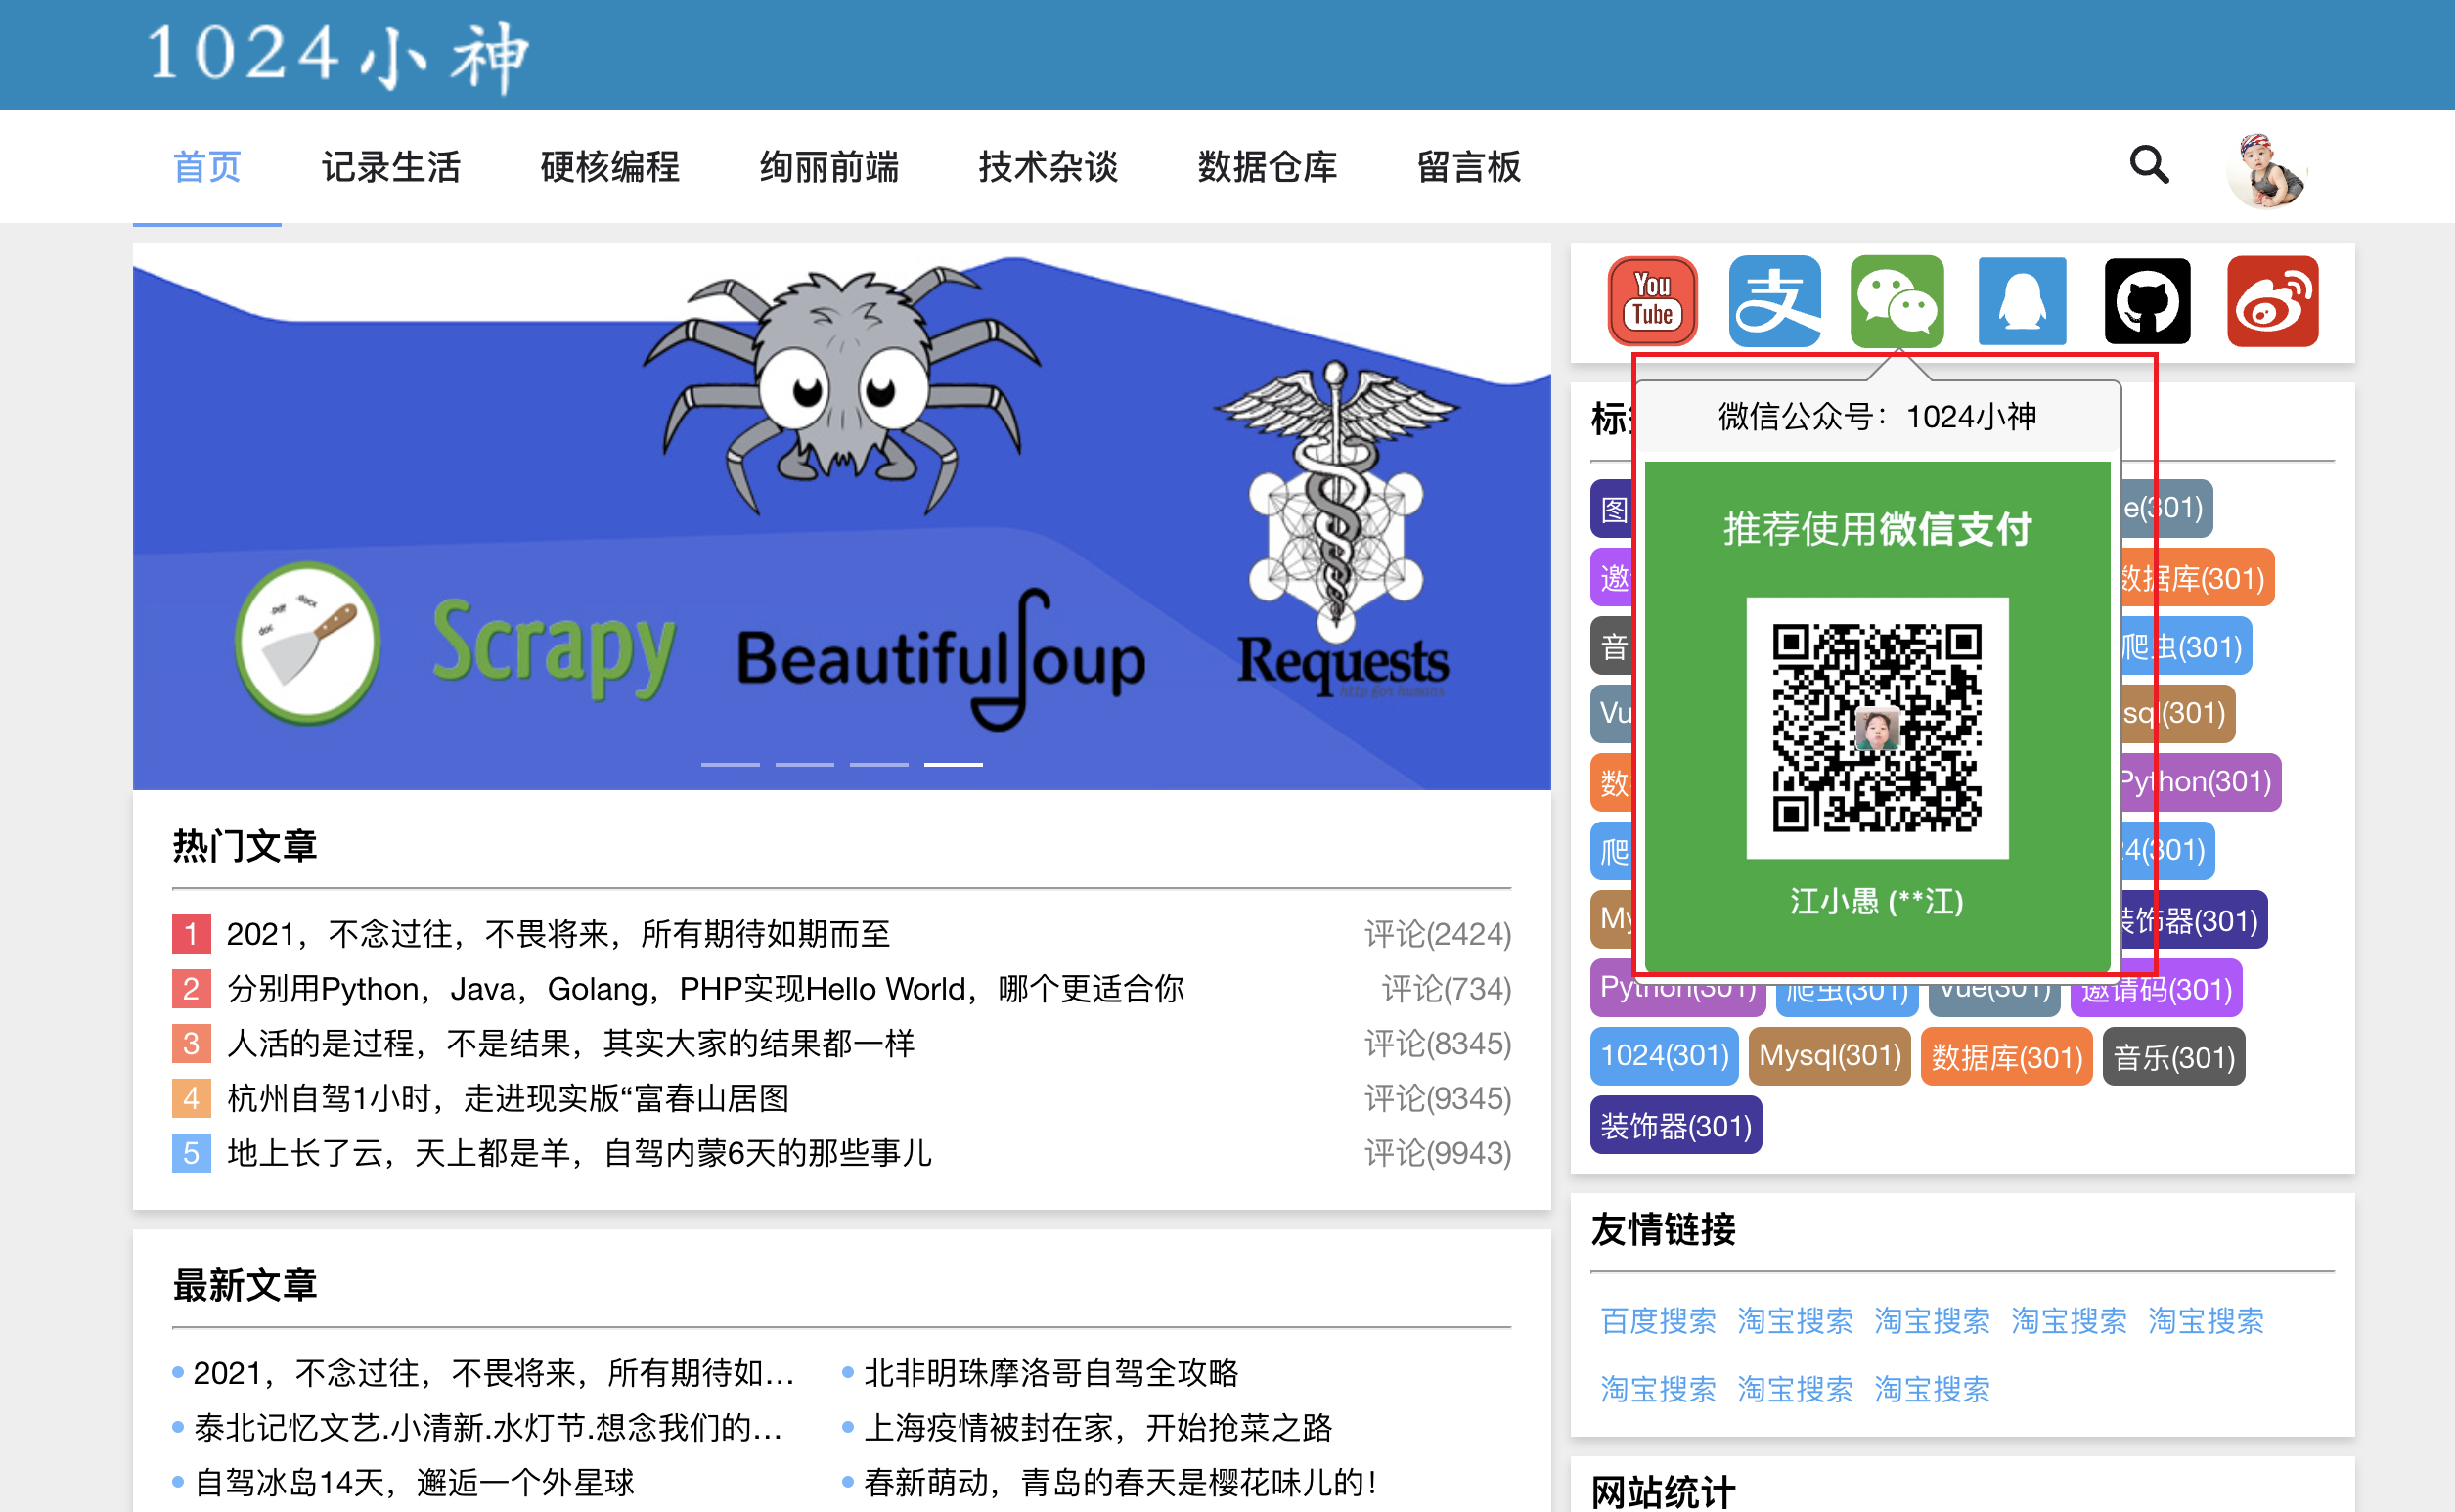 1024小神
首页 记录生活 硬核编程 绚丽前端 技术杂谈 数据仓库 留言板
Scrapy
BeautifulSoup
Requests
http for humans
.pdf
.docx
doc
热门文章
1 2021，不念过往，不畏将来，所有期待如期而至 评论(2424)
2 分别用Python，Java，Golang，PHP实现Hello World，哪个更适合你 评论(734)
3 人活的是过程，不是结果，其实大家的结果都一样 评论(8345)
4 杭州自驾1小时，走进现实版“富春山居图 评论(9345)
5 地上长了云，天上都是羊，自驾内蒙6天的那些事儿 评论(9943)
最新文章
2021，不念过往，不畏将来，所有期待如...
北非明珠摩洛哥自驾全攻略
泰北记忆文艺.小清新.水灯节.想念我们的...
上海疫情被封在家，开始抢菜之路
自驾冰岛14天，邂逅一个外星球
春新萌动，青岛的春天是樱花味儿的！
You
Tube
支
微信公众号：1024小神
推荐使用微信支付
江小愚 (**江)
标
图 e(301)
邀 数据库(301)
音 爬虫(301)
Vu sql(301)
数 Python(301)
爬 24(301)
My 装饰器(301)
Python(301) 爬虫(301) Vue(301) 邀请码(301)
1024(301) Mysql(301) 数据库(301) 音乐(301)
装饰器(301)
友情链接
百度搜索 淘宝搜索 淘宝搜索 淘宝搜索 淘宝搜索
淘宝搜索 淘宝搜索 淘宝搜索
网站统计